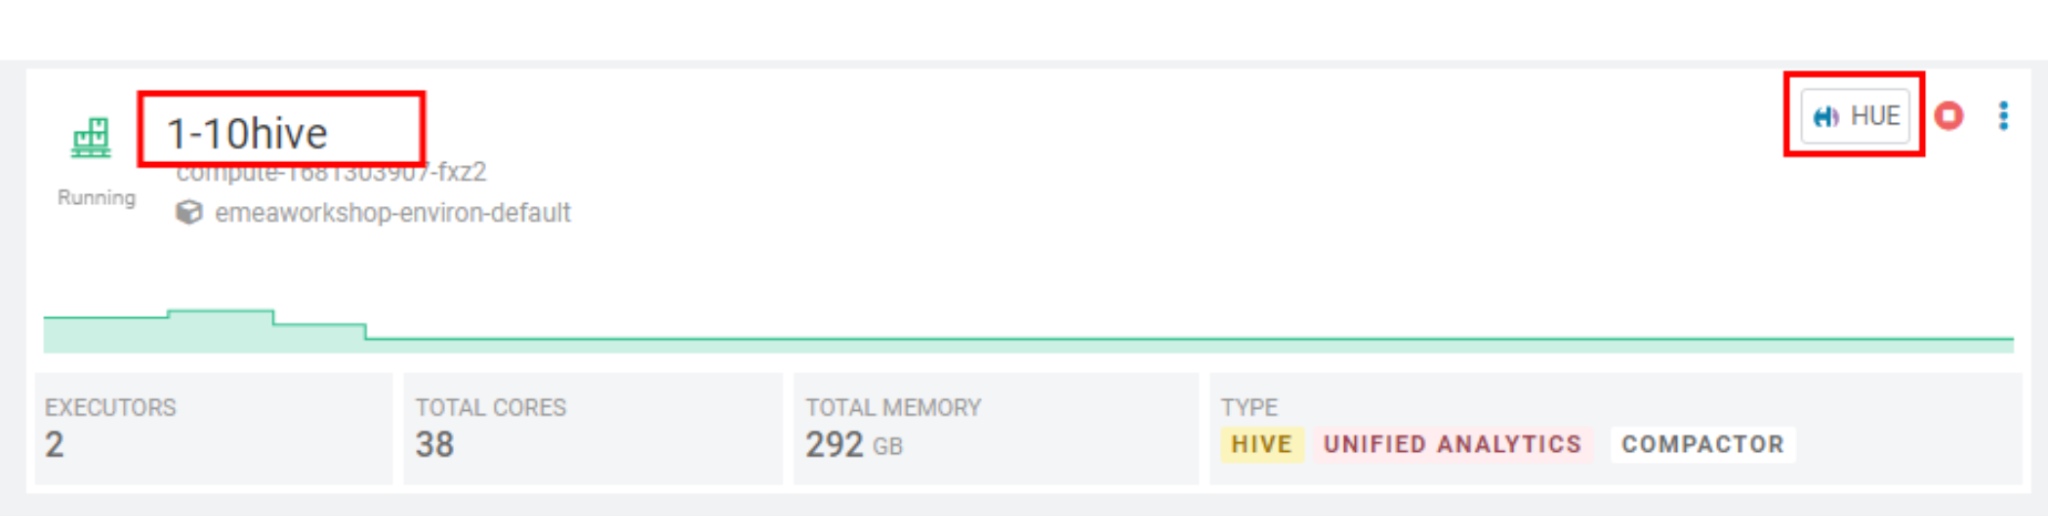 1-10hive
HUE
compute-1681303907-fxz2
Running
emeaworkshop-environ-default
EXECUTORS
2
TOTAL CORES
38
TOTAL MEMORY
292 GB
TYPE
HIVE UNIFIED ANALYTICS COMPACTOR